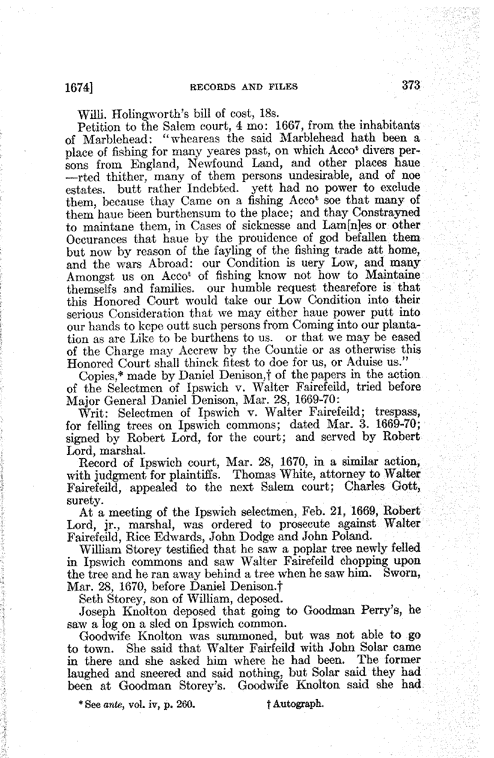 1674] RECORDS AND FILES 373
Willi. Holingworth's bill of cost, 18s.
Petition to the Salem court, 4 mo: 1667, from the inhabitants
of Marblehead: "wheareas the said Marblehead hath been a
place of fishing for many yeares past, on which Accoᵗ divers per-
sons from England, Newfound Land, and other places haue
—rted thither, many of them persons undesirable, and of noe
estates. butt rather Indebted. yett had no power to exclude
them, because thay Came on a fishing Accoᵗ soe that many of
them haue been burthensum to the place; and thay Constrayned
to maintane them, in Cases of sicknesse and Lam[n]es or other
Occurances that haue by the prouidence of god befallen them
but now by reason of the fayling of the fishing trade att home,
and the wars Abroad: our Condition is uery Low, and many
Amongst us on Accoᵗ of fishing know not how to Maintaine
themselfs and families. our humble request thearefore is that
this Honored Court would take our Low Condition into their
serious Consideration that we may either haue power putt into
our hands to kepe outt such persons from Coming into our planta-
tion as are Like to be burthens to us. or that we may be eased
of the Charge may Accrew by the Countie or as otherwise this
Honored Court shall thinck fitest to doe for us, or Aduise us."
Copies,* made by Daniel Denison,† of the papers in the action
of the Selectmen of Ipswich v. Walter Fairefeild, tried before
Major General Daniel Denison, Mar. 28, 1669-70:
Writ: Selectmen of Ipswich v. Walter Fairefeild; trespass,
for felling trees on Ipswich commons; dated Mar. 3. 1669-70;
signed by Robert Lord, for the court; and served by Robert
Lord, marshal.
Record of Ipswich court, Mar. 28, 1670, in a similar action,
with judgment for plaintiffs. Thomas White, attorney to Walter
Fairefeild, appealed to the next Salem court; Charles Gott,
surety.
At a meeting of the Ipswich selectmen, Feb. 21, 1669, Robert
Lord, jr., marshal, was ordered to prosecute against Walter
Fairefeild, Rice Edwards, John Dodge and John Poland.
William Storey testified that he saw a poplar tree newly felled
in Ipswich commons and saw Walter Fairefeild chopping upon
the tree and he ran away behind a tree when he saw him. Sworn,
Mar. 28, 1670, before Daniel Denison.†
Seth Storey, son of William, deposed.
Joseph Knolton deposed that going to Goodman Perry's, he
saw a log on a sled on Ipswich common.
Goodwife Knolton was summoned, but was not able to go
to town. She said that Walter Fairfeild with John Solar came
in there and she asked him where he had been. The former
laughed and sneered and said nothing, but Solar said they had
been at Goodman Storey's. Goodwife Knolton said she had
*See ante, vol. iv, p. 260. † Autograph.